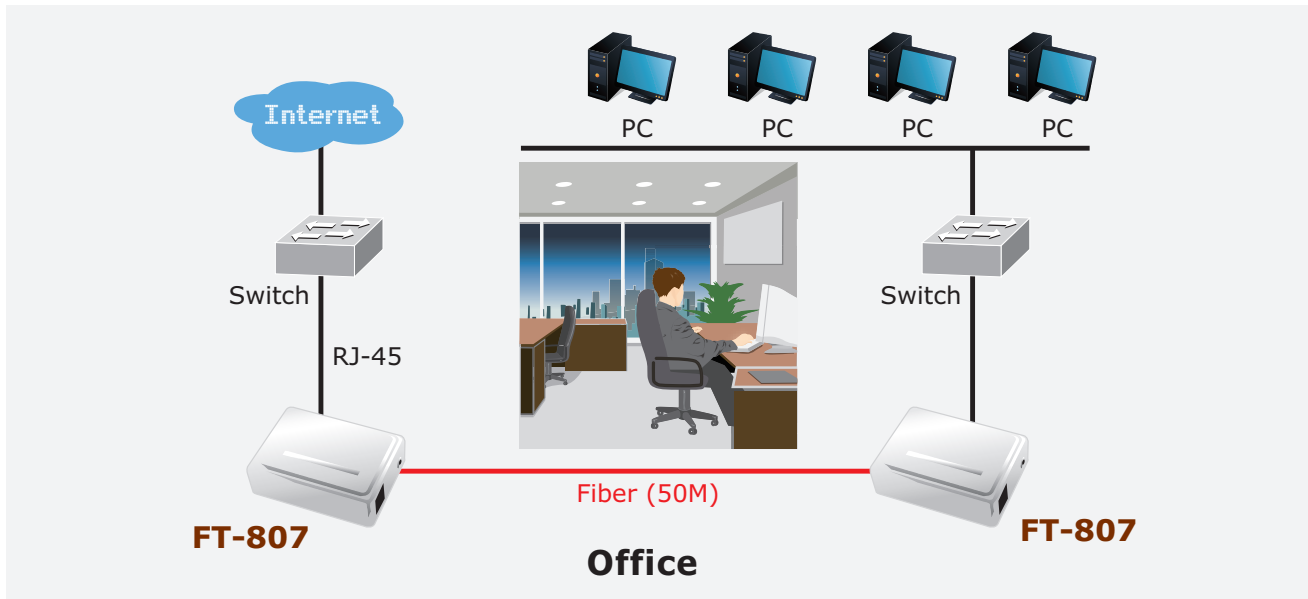 Internet
PC
PC
PC
PC
Switch
Switch
RJ-45
Fiber (50M)
FT-807
FT-807
Office